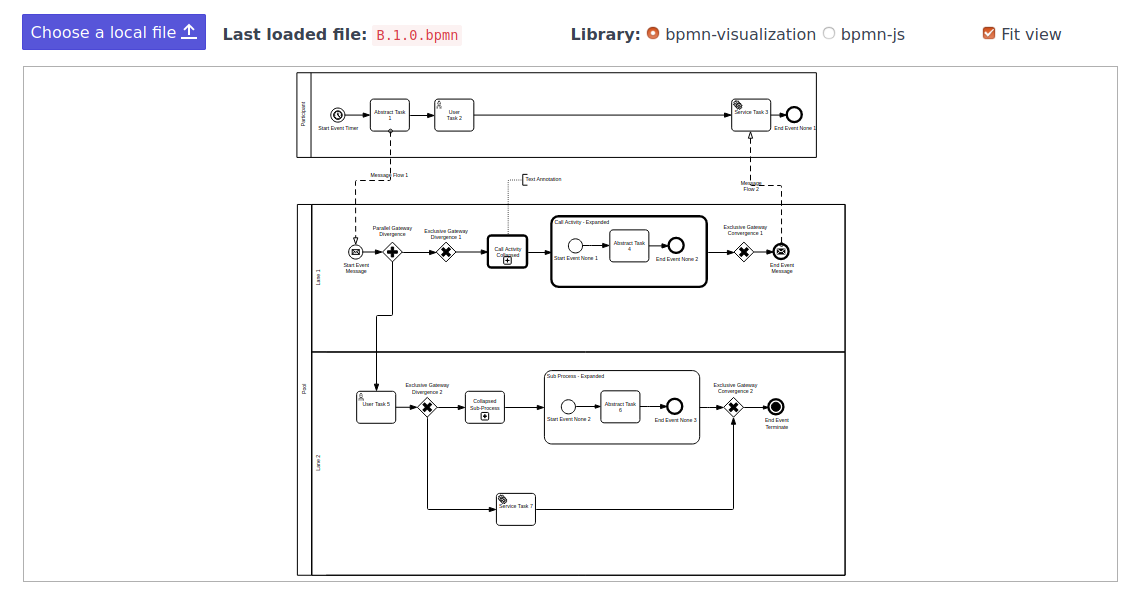 Choose a local file
Last loaded file: B.1.0.bpmn
Library: bpmn-visualization bpmn-js
Fit view
Participant
Start Event Timer
Abstract Task
1
User
Task 2
Service Task 3
End Event None 1
Message Flow 1
Message
Flow 2
Text Annotation
Pool
Lane 1
Start Event
Message
Parallel Gateway
Divergence
Exclusive Gateway
Divergence 1
Call Activity
Collapsed
Call Activity - Expanded
Start Event None 1
Abstract Task
4
End Event None 2
Exclusive Gateway
Convergence 1
End Event
Message
Lane 2
User Task 5
Exclusive Gateway
Divergence 2
Collapsed
Sub-Process
Sub Process - Expanded
Start Event None 2
Abstract Task
6
End Event None 3
Exclusive Gateway
Convergence 2
End Event
Terminate
Service Task 7